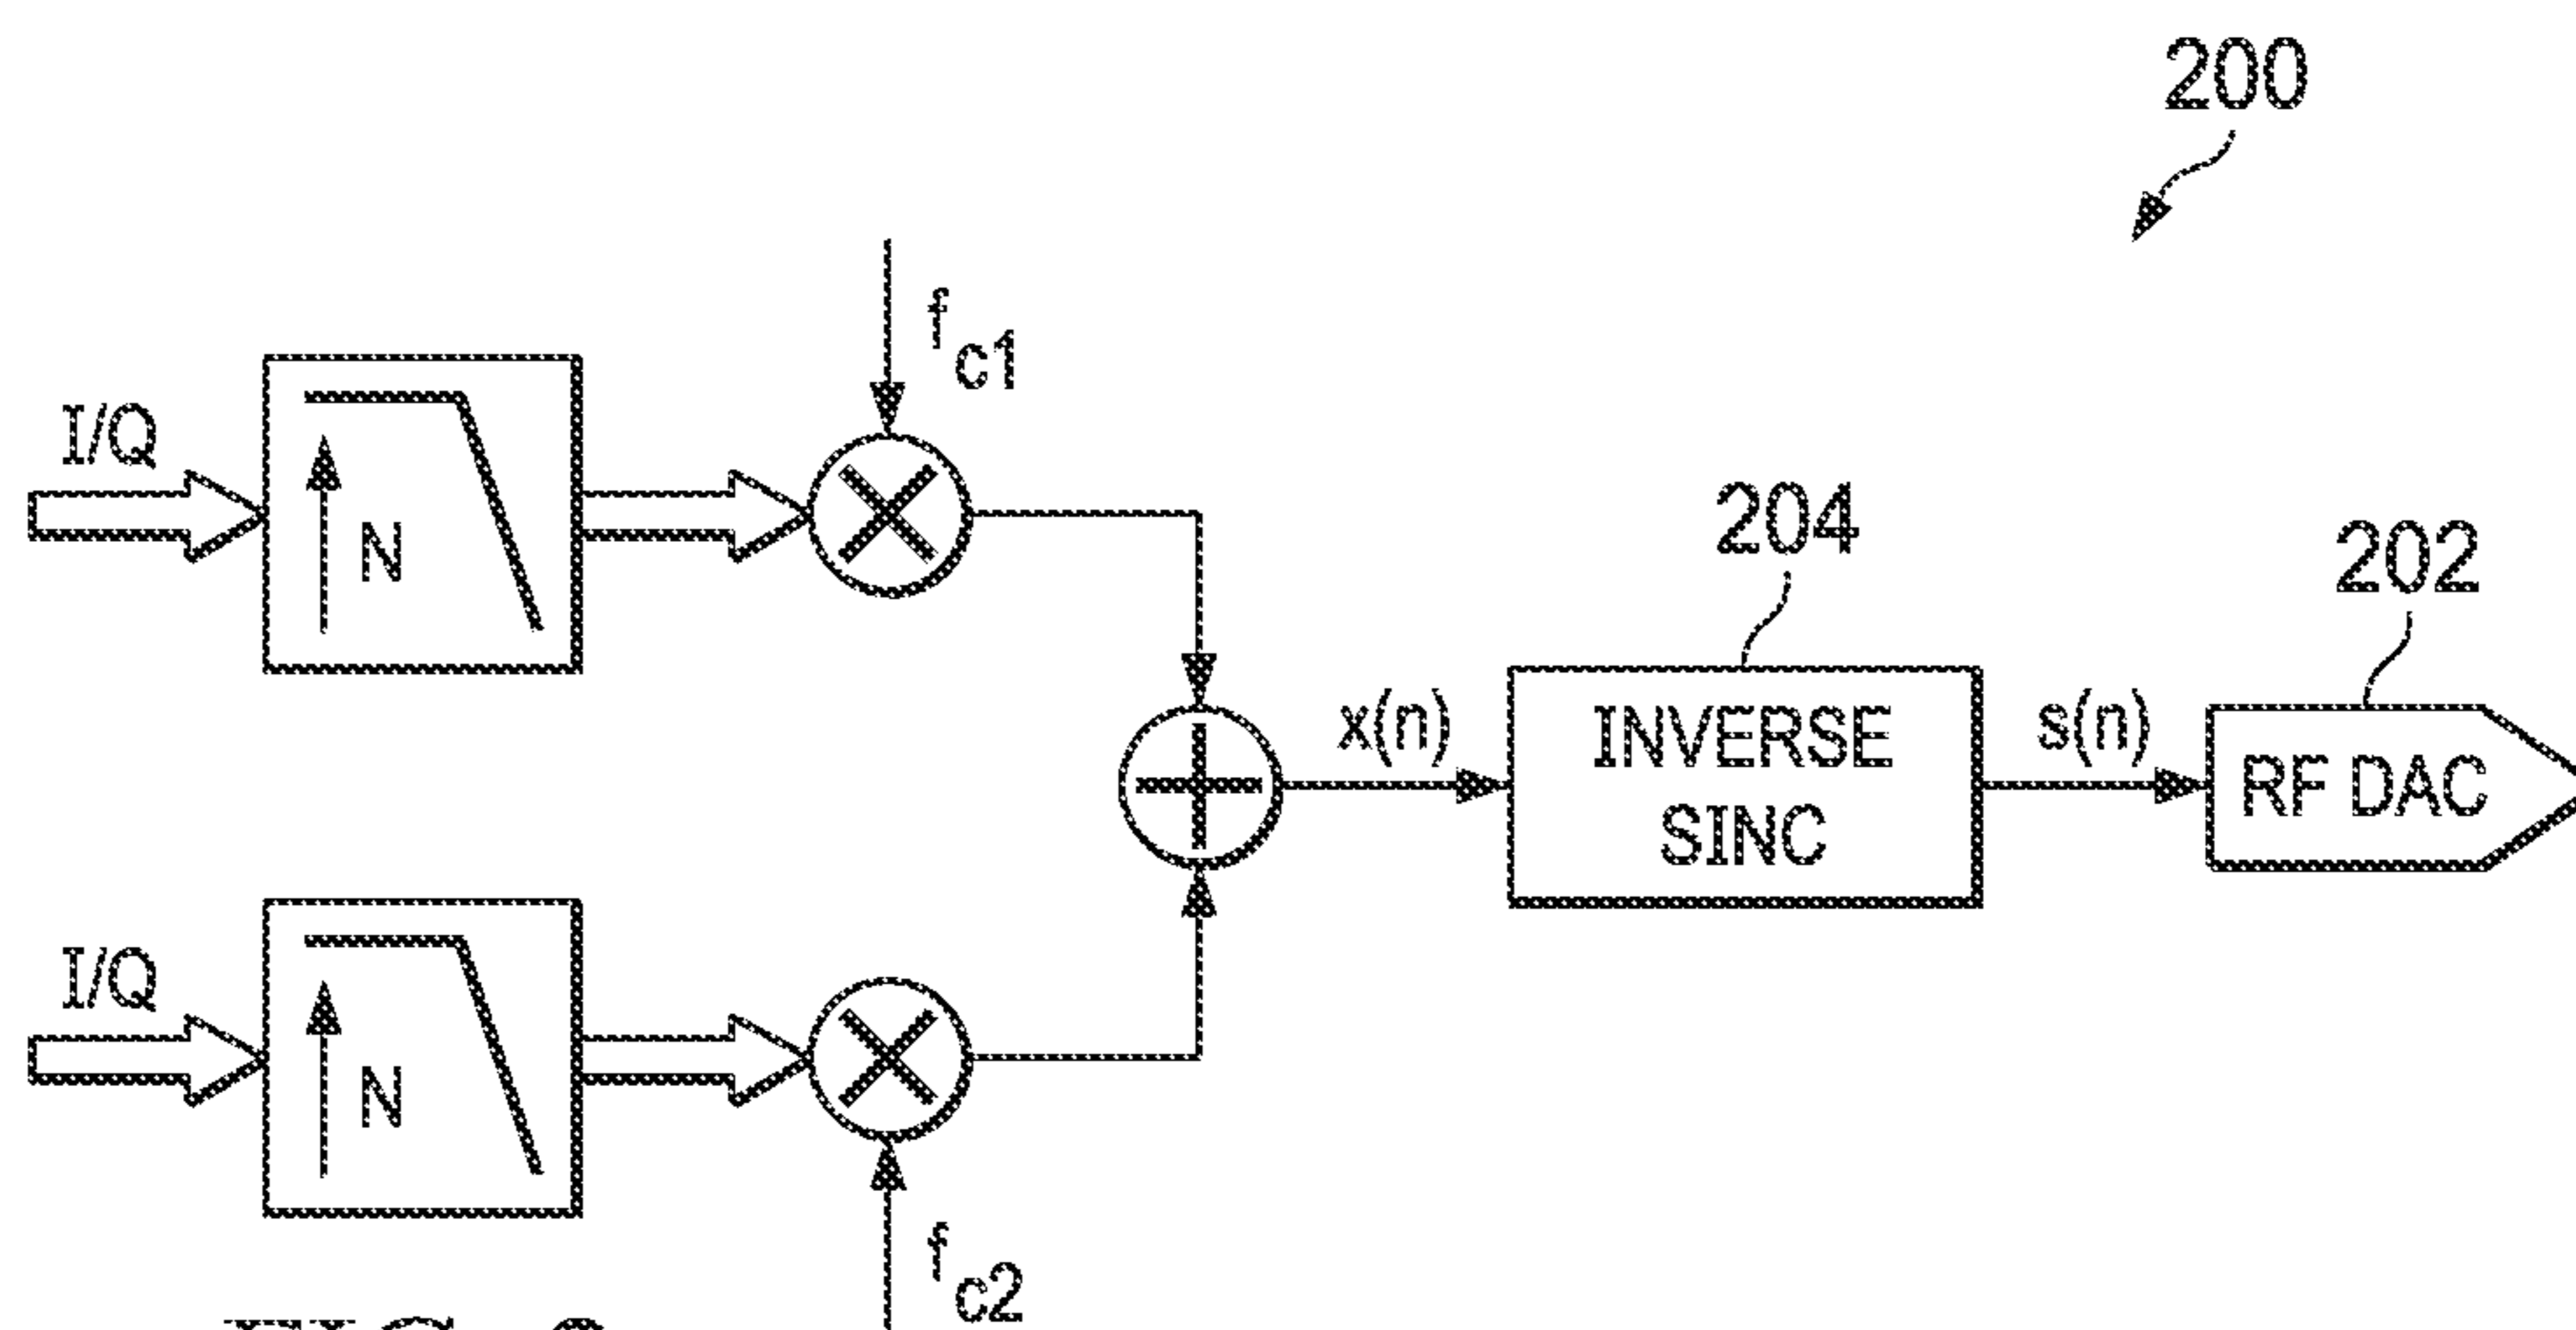 200
f c1
I/Q
N
204
202
x(n)
INVERSE
SINC
s(n)
RF DAC
I/Q
N
f c2